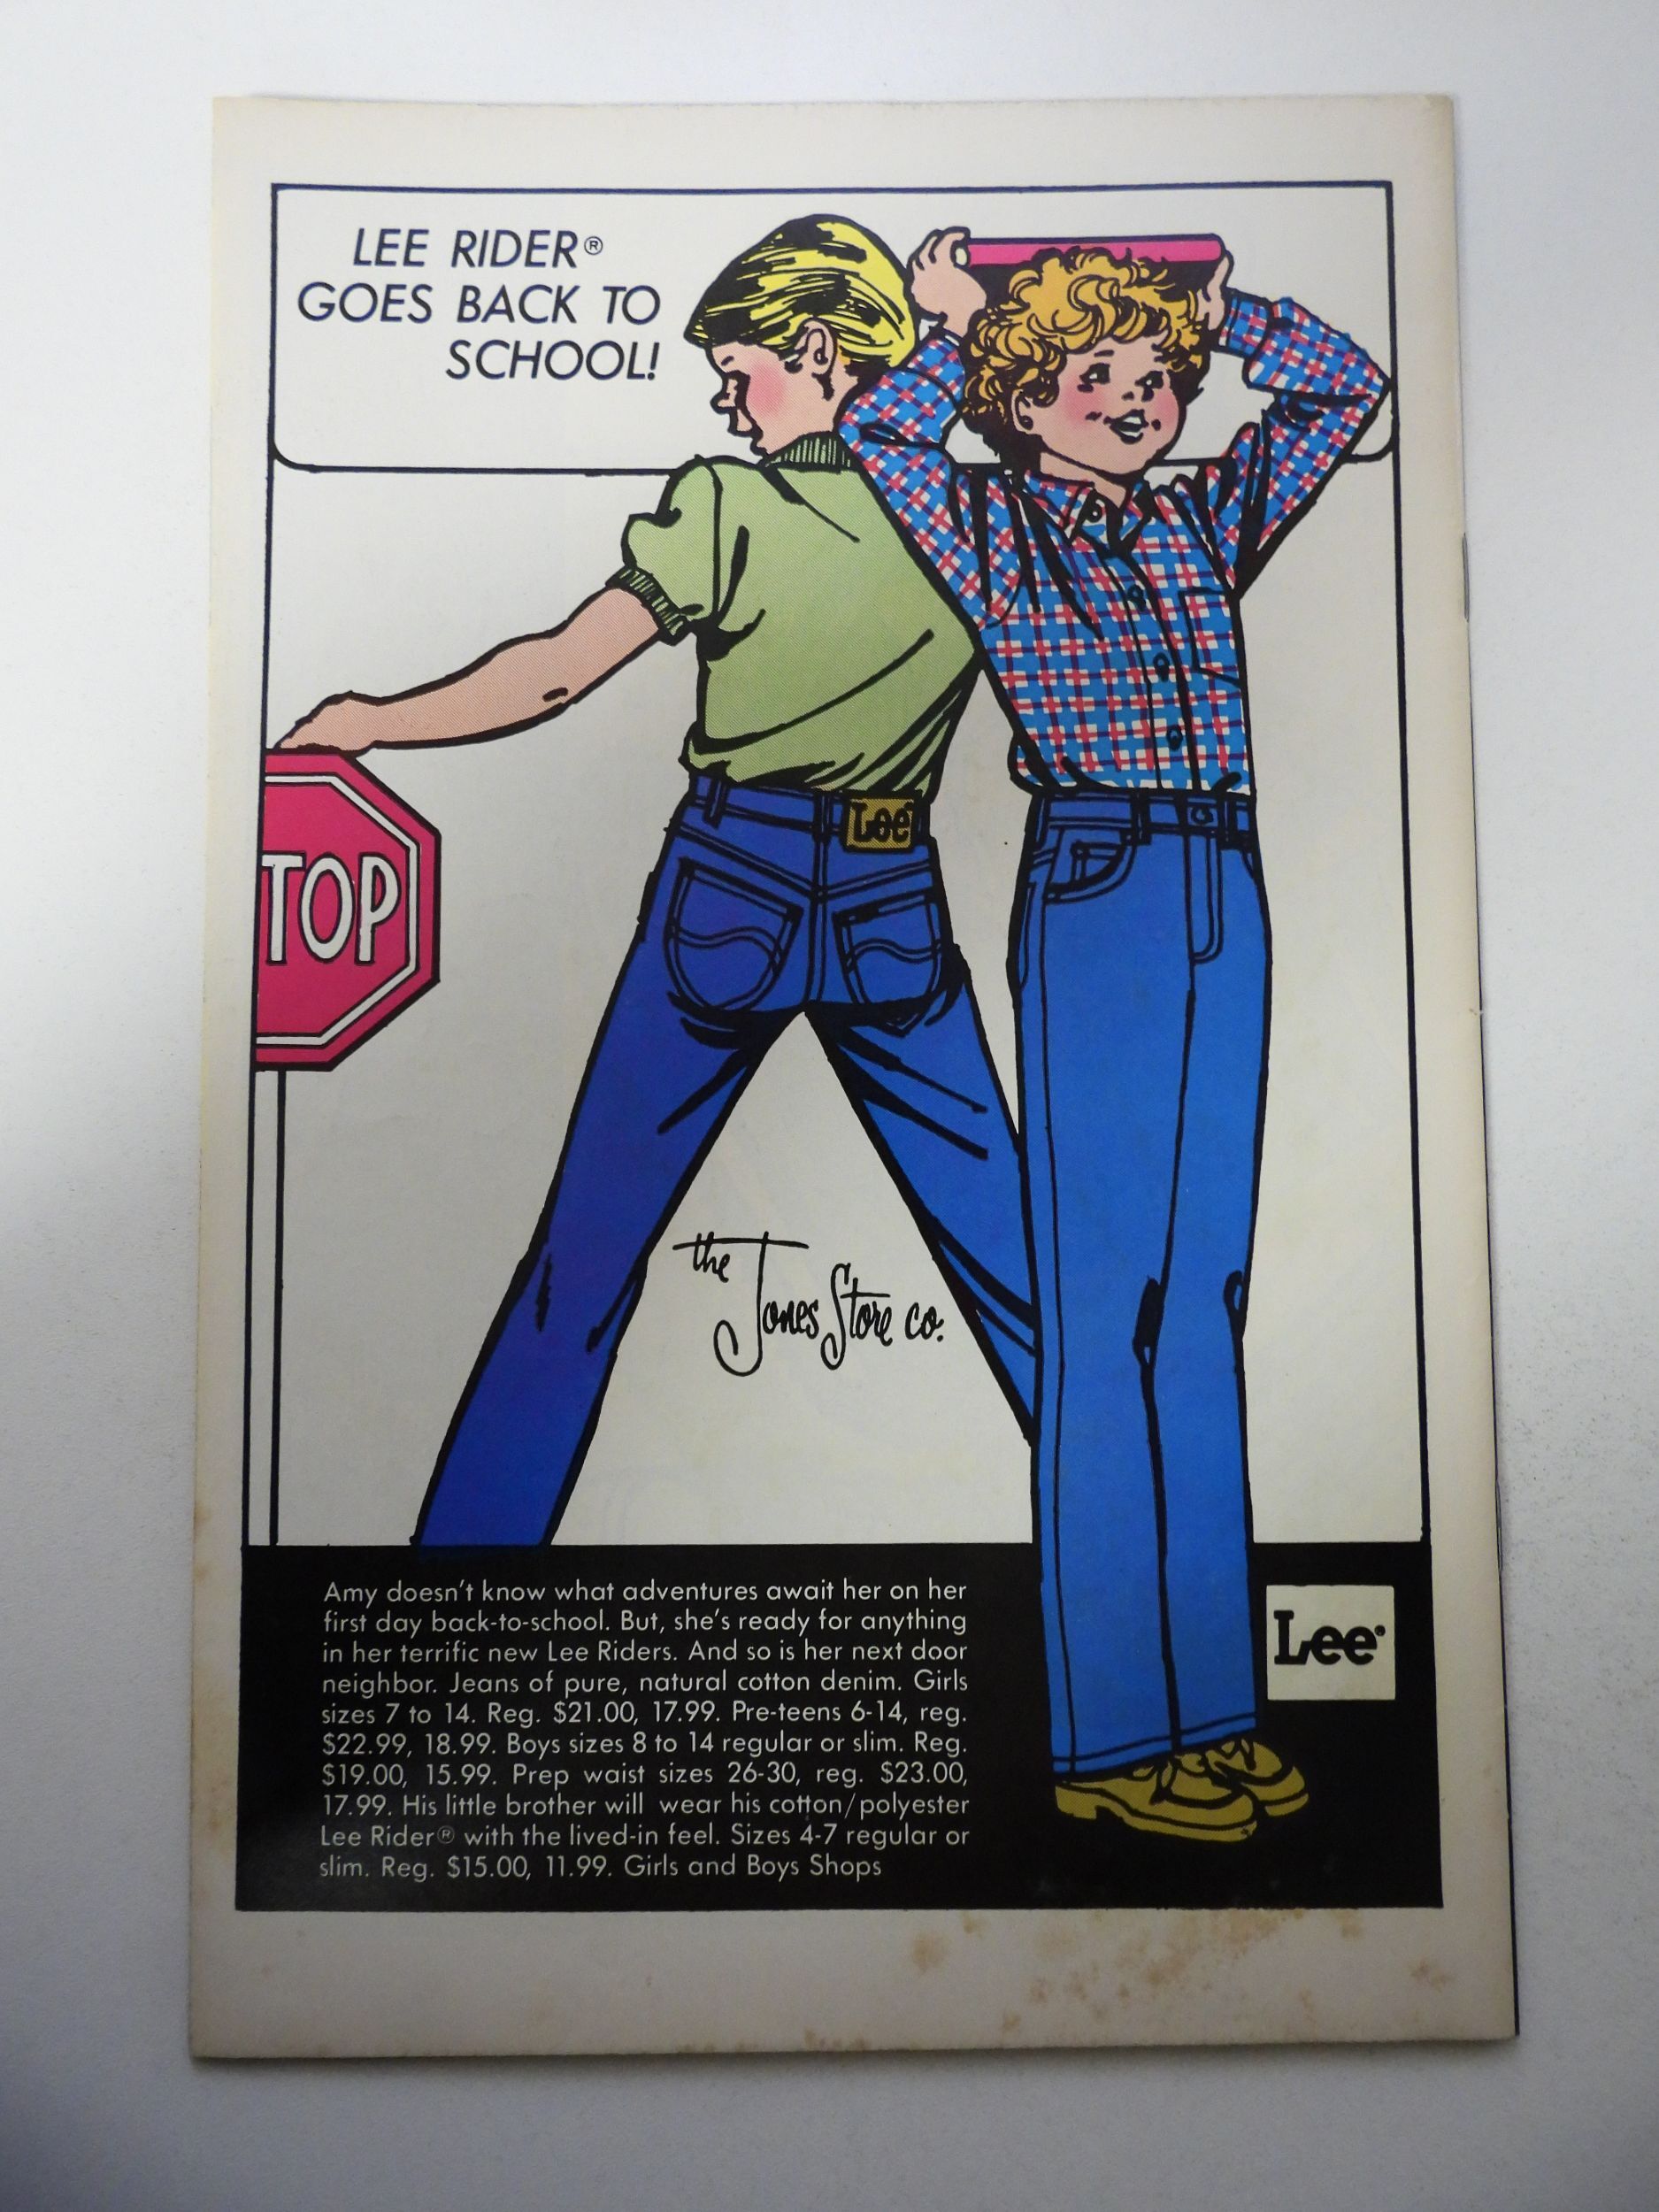 LEE RIDER®
GOES BACK TO
SCHOOL!
TOP
Lee
the Jones Store co.
Amy doesn't know what adventures await her on her
first day back-to-school. But, she's ready for anything
in her terrific new Lee Riders. And so is her next door
neighbor. Jeans of pure, natural cotton denim. Girls
sizes 7 to 14. Reg. $21.00, 17.99. Pre-teens 6-14, reg.
$22.99, 18.99. Boys sizes 8 to 14 regular or slim. Reg.
$19.00, 15.99. Prep waist sizes 26-30, reg. $23.00,
17.99. His little brother will wear his cotton/polyester
Lee Rider® with the lived-in feel. Sizes 4-7 regular or
slim. Reg. $15.00, 11.99. Girls and Boys Shops
Lee®